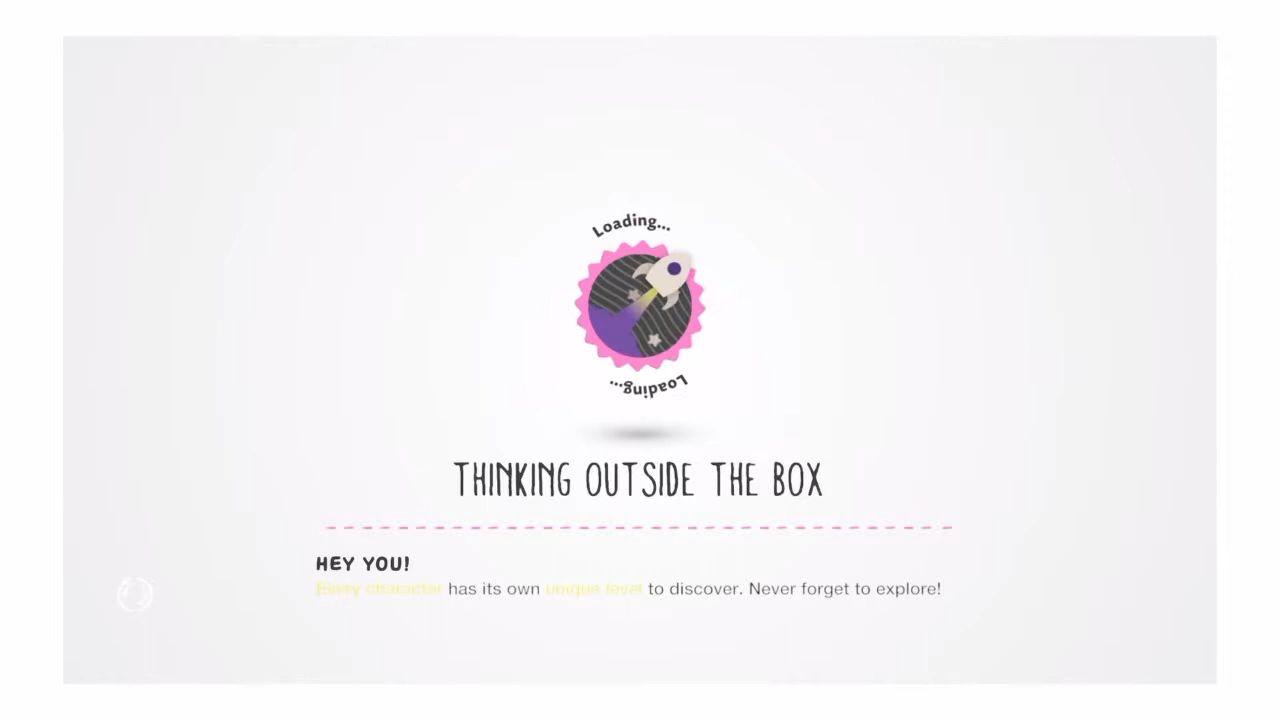 Loading...
Loading...
THINKING OUTSIDE THE BOX
HEY YOU!
Every character has its own unique level to discover. Never forget to explore!